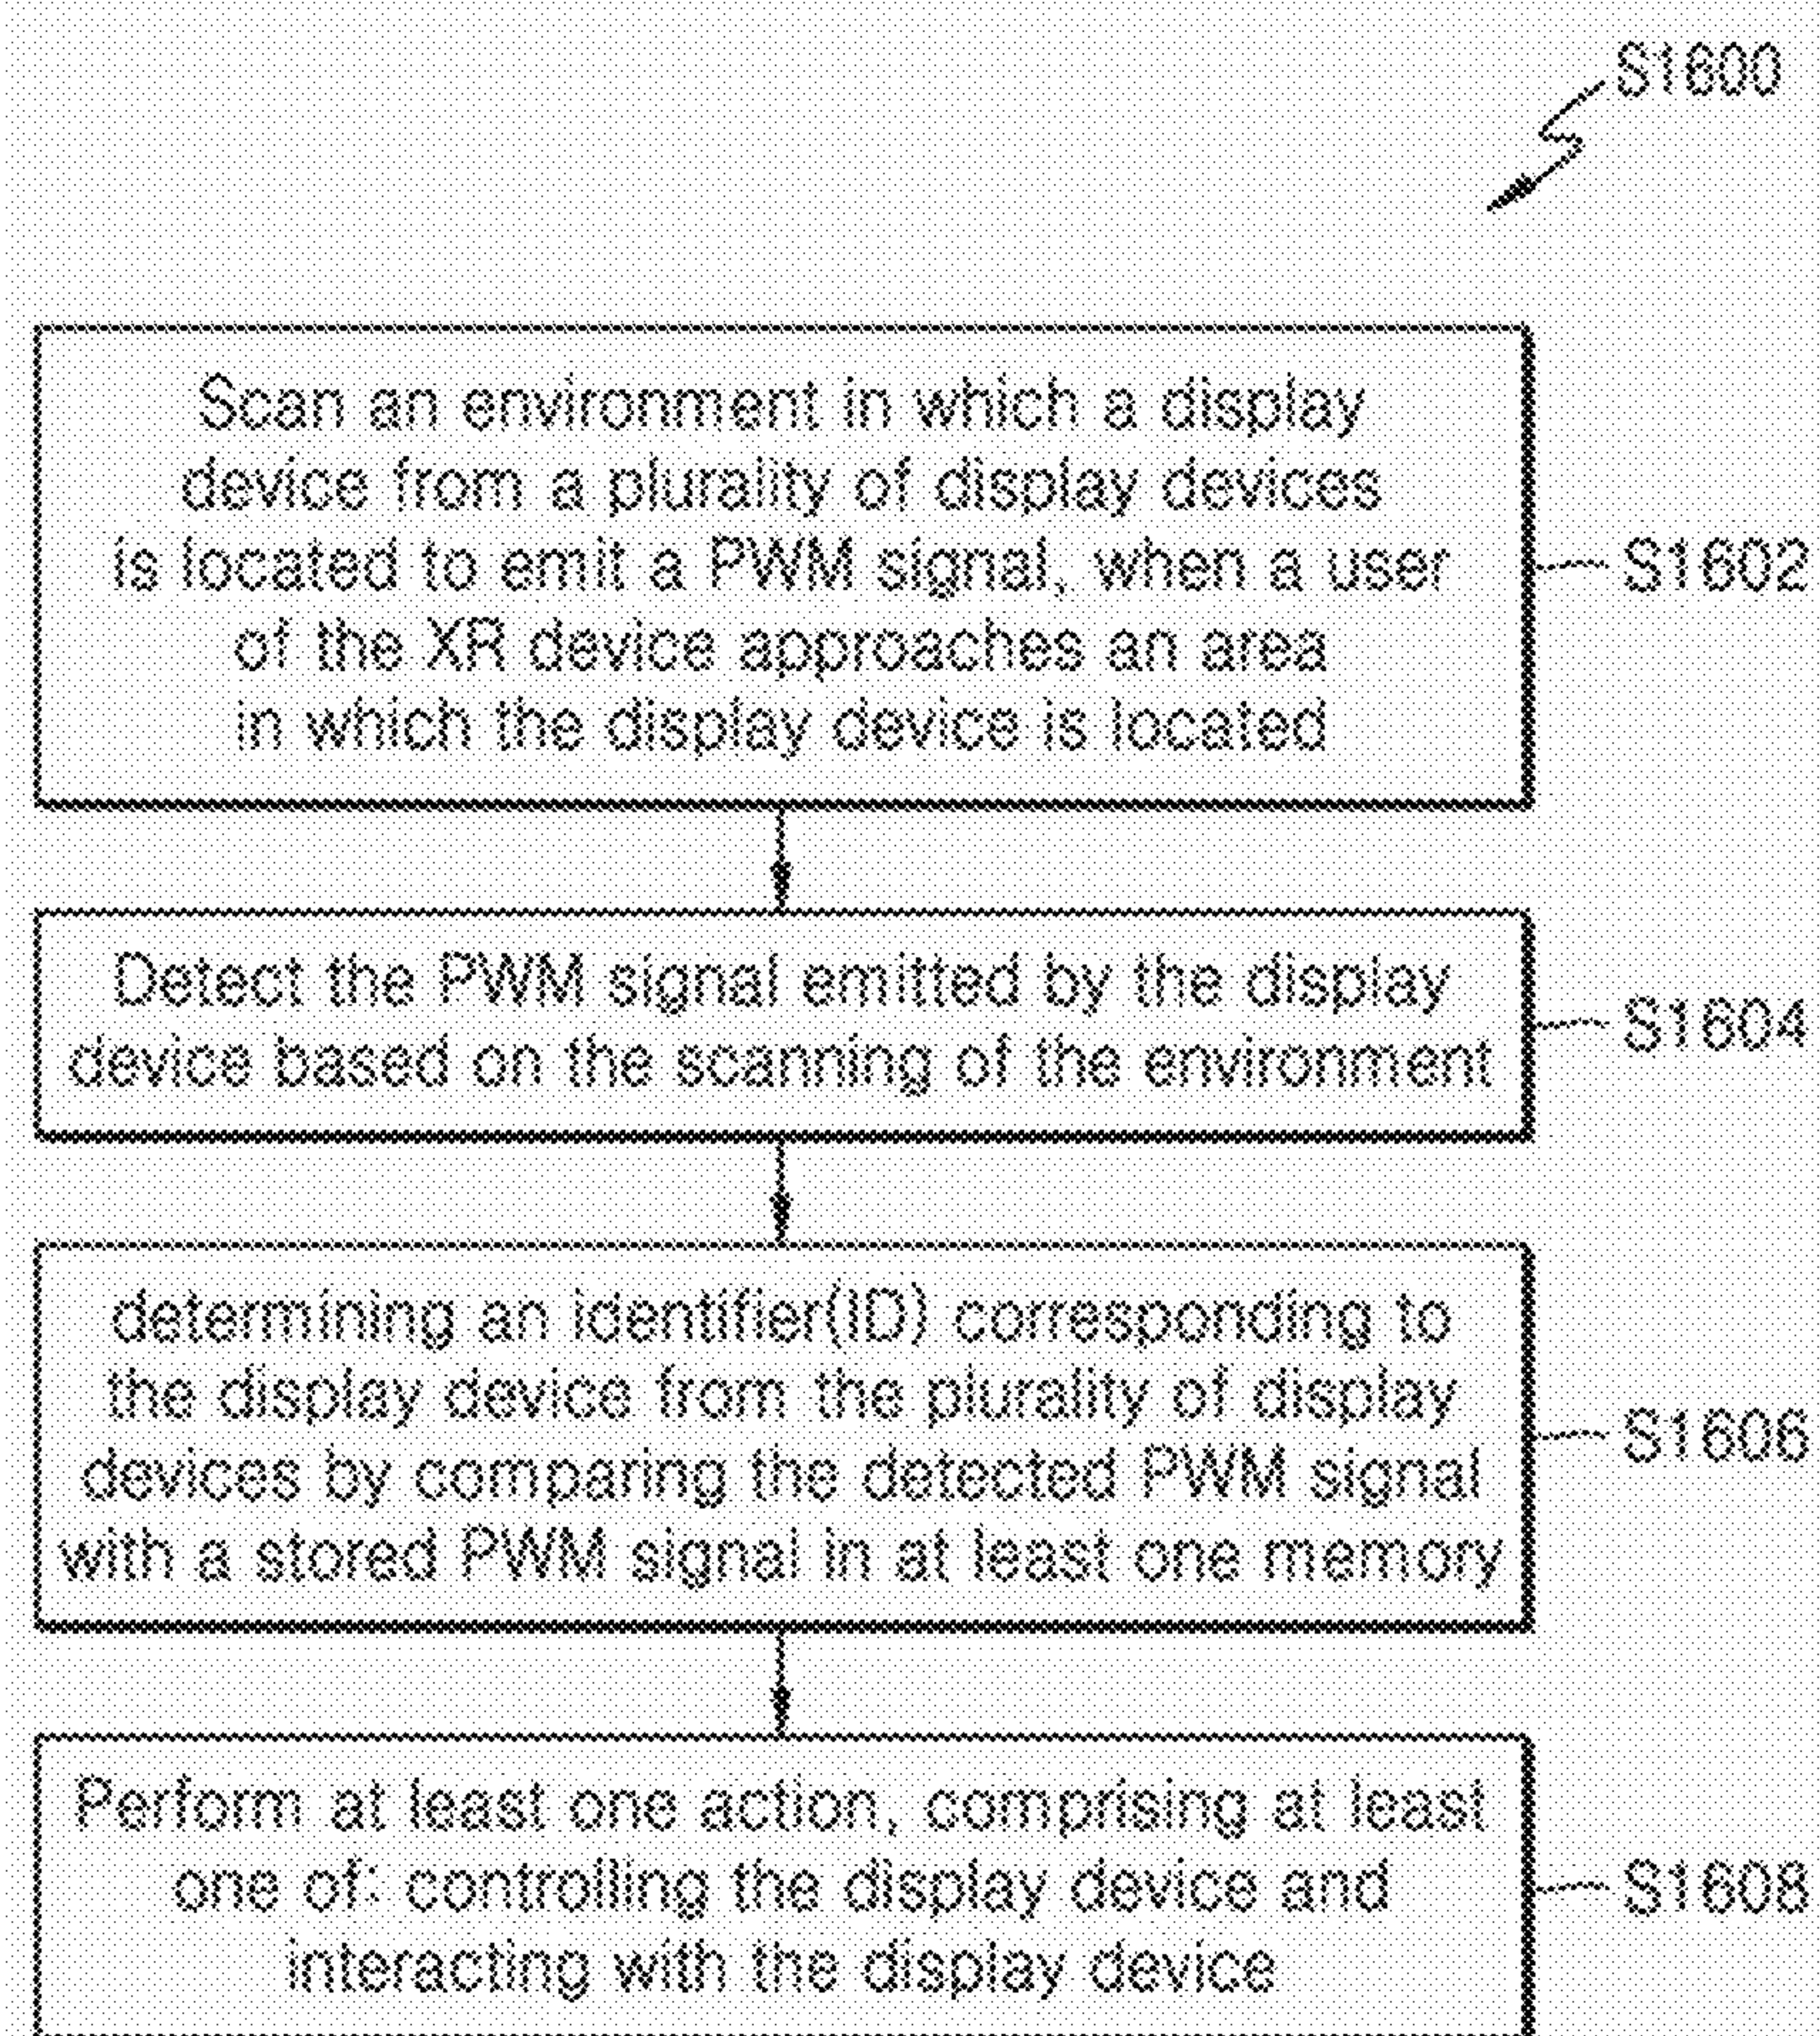 S1600
Scan an environment in which a display
device from a plurality of display devices
is located to emit a PWM signal, when a user
of the XR device approaches an area
in which the display device is located
S1602
Detect the PWM signal emitted by the display
device based on the scanning of the environment
S1604
determining an identifier(ID) corresponding to
the display device from the plurality of display
devices by comparing the detected PWM signal
with a stored PWM signal in at least one memory
S1606
Perform at least one action, comprising at least
one of: controlling the display device and
interacting with the display device
S1608